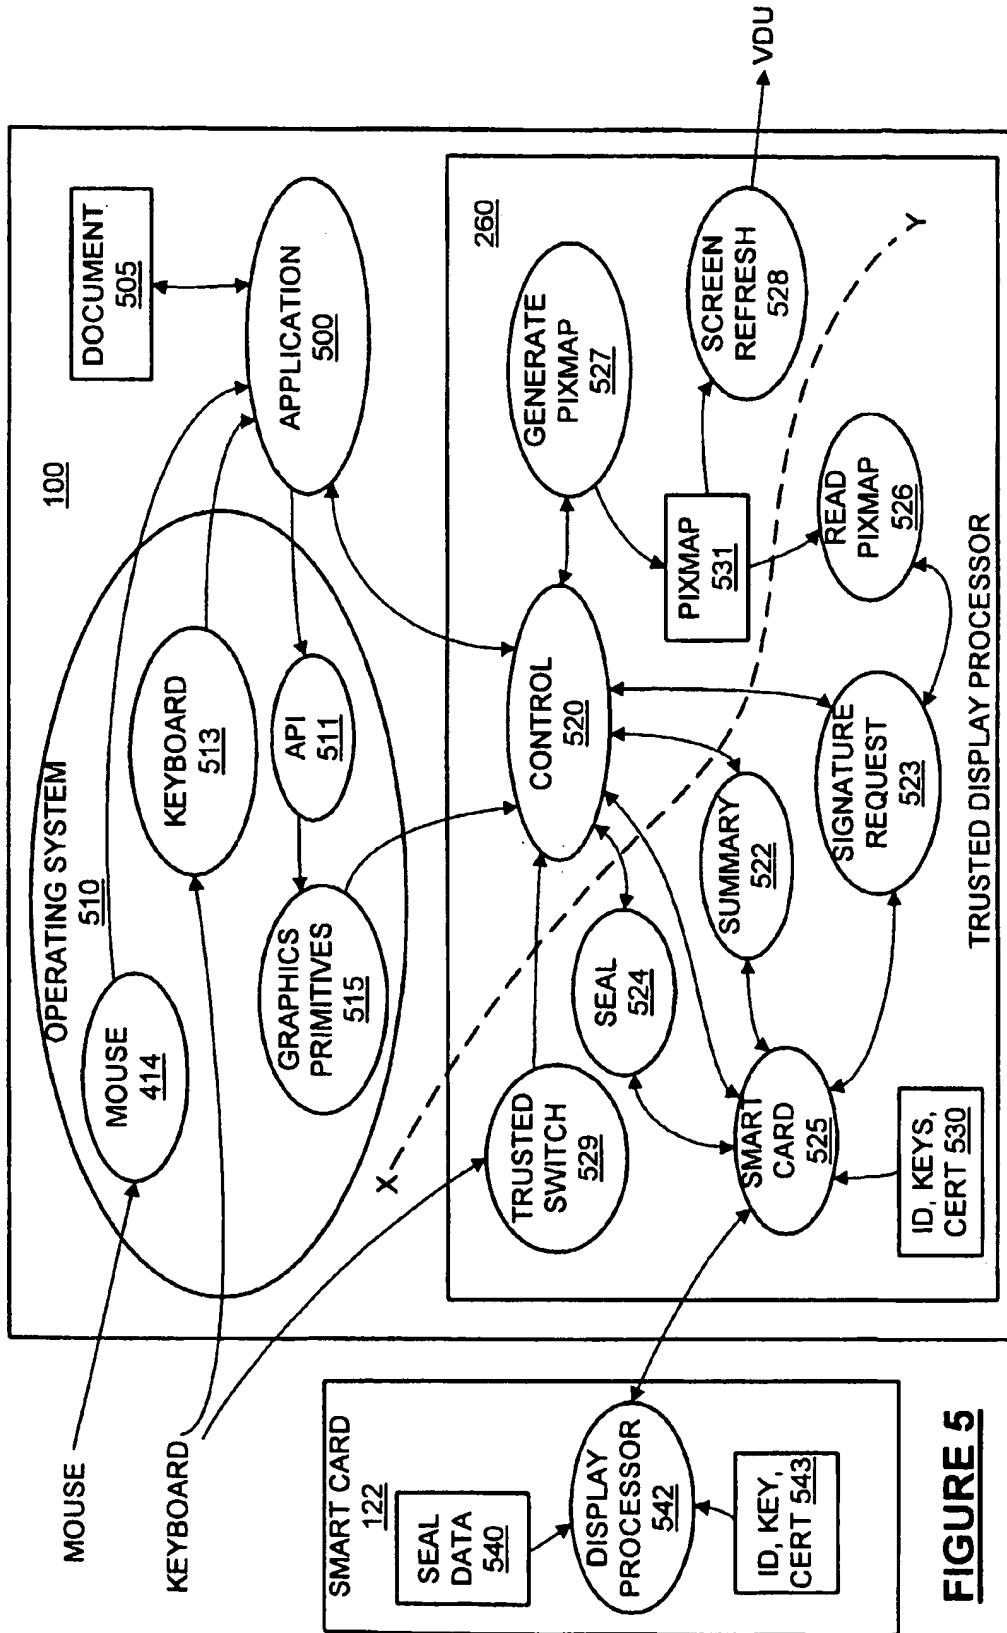 100
OPERATING SYSTEM
510
MOUSE
414
KEYBOARD
513
API
511
GRAPHICS
PRIMITIVES
515
DOCUMENT
505
APPLICATION
500
MOUSE
KEYBOARD
X
260
TRUSTED
SWITCH
529
CONTROL
520
GENERATE
PIXMAP
527
SEAL
524
PIXMAP
531
SCREEN
REFRESH
528
VDU
SUMMARY
522
SMART
CARD
525
SIGNATURE
REQUEST
523
READ
PIXMAP
526
Y
ID, KEYS,
CERT 530
TRUSTED DISPLAY PROCESSOR
SMART CARD
122
SEAL
DATA
540
DISPLAY
PROCESSOR
542
ID, KEY,
CERT 543
FIGURE 5